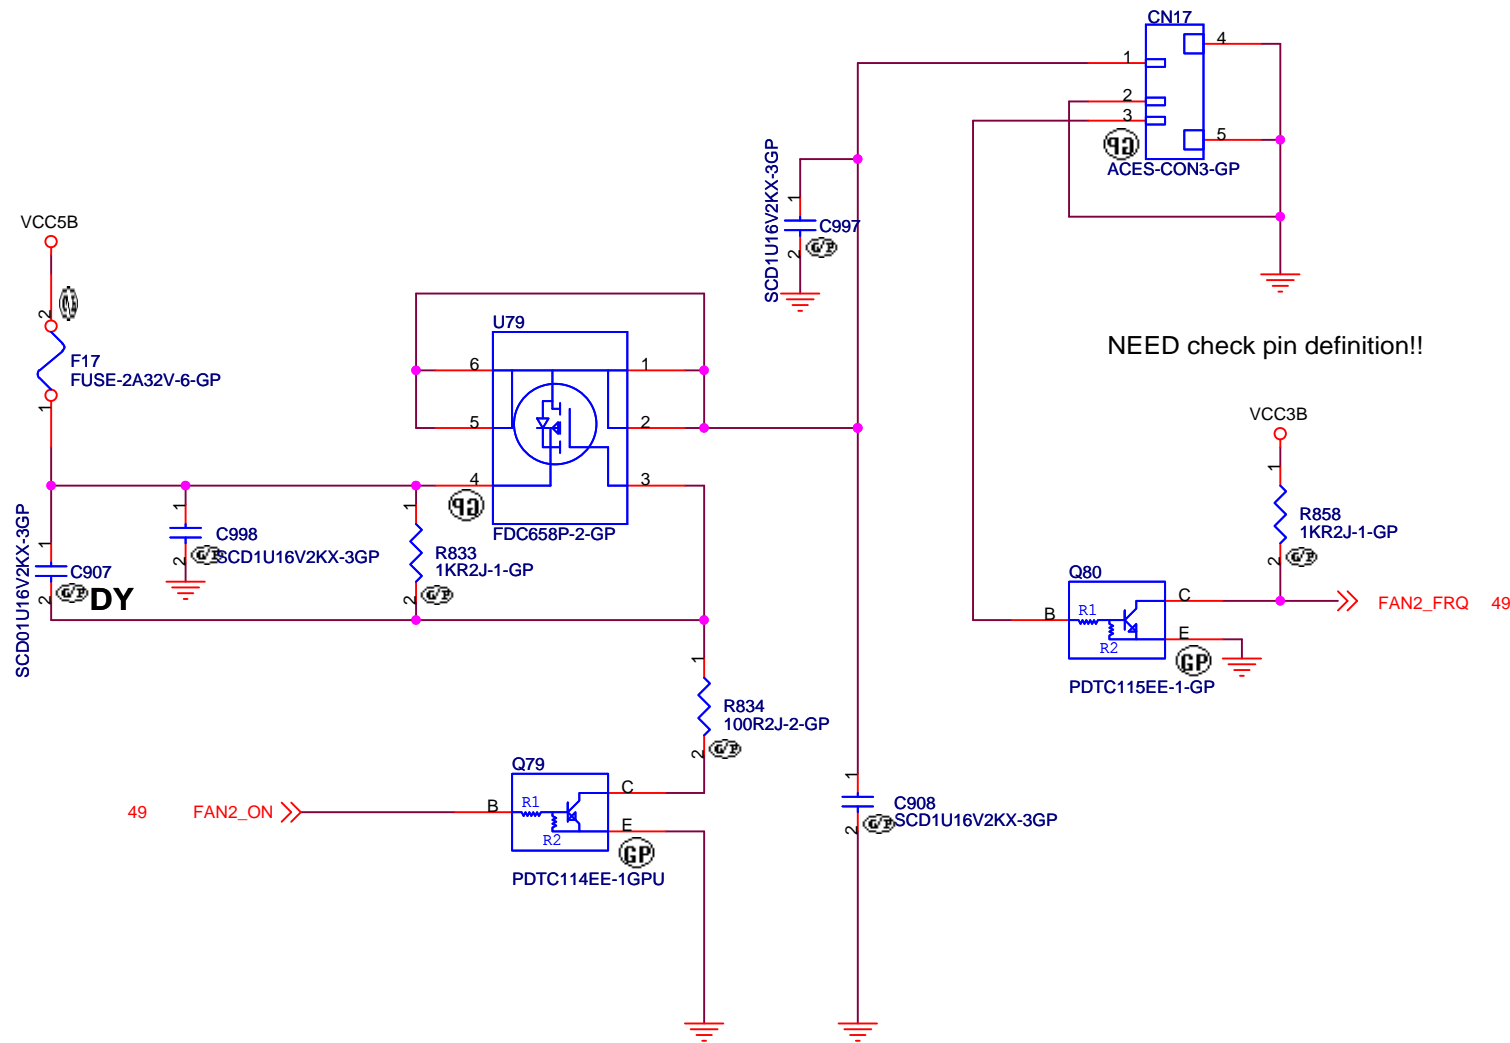 CN17
1
2
3
4
5
GP
ACES-CON3-GP
SCD1U16V2KX-3GP
1
C997
G/P
2
VCC5B
2
F17
FUSE-2A32V-6-GP
1
U79
6
5
4
1
2
3
GP
FDC658P-2-GP
NEED check pin definition!!
VCC3B
1
R858
1KR2J-1-GP
2
G/P
SCD01U16V2KX-3GP
1
C907
G/P
DY
2
1
C998
G/P
SCD1U16V2KX-3GP
2
1
R833
1KR2J-1-GP
2
G/P
Q80
B
R1
R2
C
E
GP
PDTC115EE-1-GP
FAN2_FRQ 49
1
R834
100R2J-2-GP
2
G/P
Q79
49 FAN2_ON
B
R1
R2
C
E
GP
PDTC114EE-1GPU
1
C908
G/P
SCD1U16V2KX-3GP
2